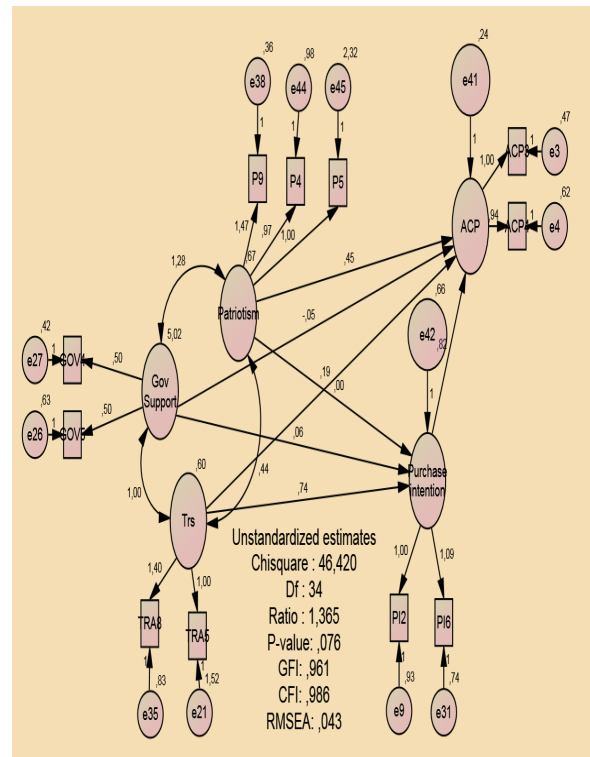 ,36
,98
2,32
,24
e38
e44
e45
e41
1
1
1
1
,47
P9
P4
P5
ACP3
1
e3
1,00
,62
1,47
,97
1,00
,67
ACP
,94
1
e4
1,28
,45
Patriotism
,66
-,05
5,02
e42
,82
,42
e27
1
,50
Gov
Support
,19
,00
1
,63
e26
1
,50
,06
Purchase
intention
1,00
,60
,44
,74
Trs
Unstandardized estimates
Chisquare : 46,420
Df : 34
Ratio : 1,365
P-value: ,076
GFI: ,961
CFI: ,986
RMSEA: ,043
1,40
1,00
1,00
1,09
TRA8
TRA5
PI2
PI6
1
1
1
1
,83
1,52
,93
,74
e35
e21
e9
e31